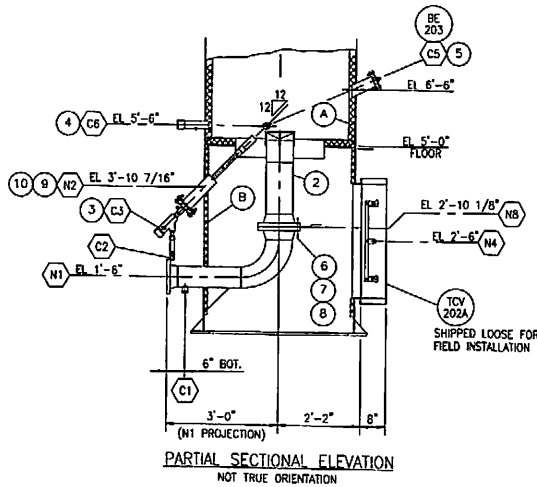 BE
203
C5 5
12
12
A
EL 6'-6"
4 C6 EL 5'-6"
EL 5'-0"
FLOOR
EL 3'-10 7/16"
10 9 N2
2
3 C3
B
EL 2'-10 1/8" N8
C2
EL 2'-6" N4
N1 EL 1'-6"
6
7
8
TCV
202A
SHIPPED LOOSE FOR
FIELD INSTALLATION
6" BOT.
C1
3'-0" 2'-2" 8"
(N1 PROJECTION)
PARTIAL SECTIONAL ELEVATION
NOT TRUE ORIENTATION